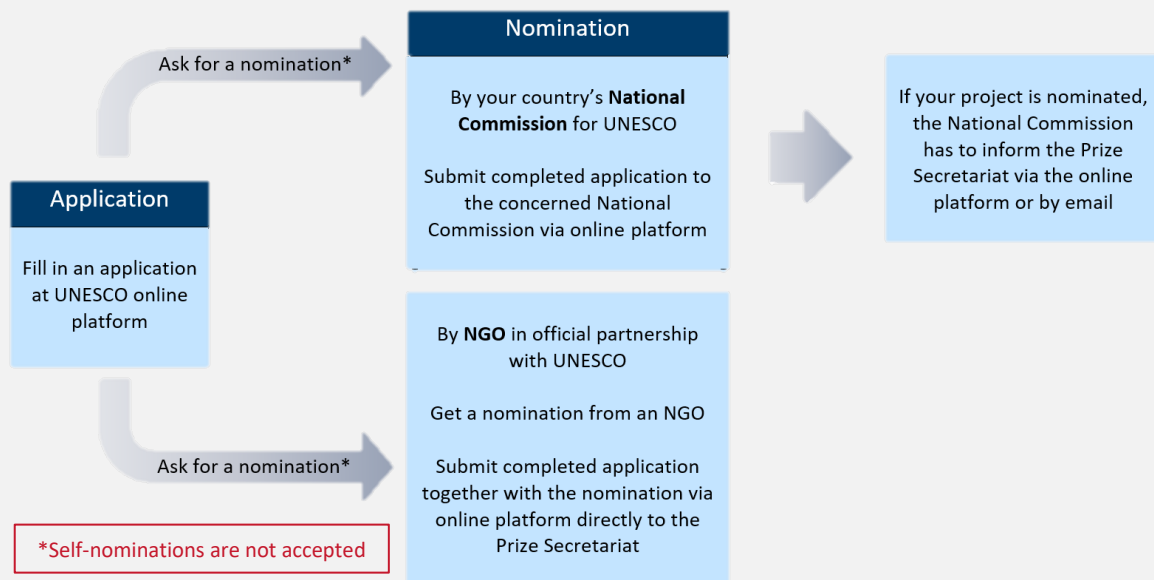 Application
Fill in an application
at UNESCO online
platform
Ask for a nomination*
Nomination
By your country’s National
Commission for UNESCO
Submit completed application to
the concerned National
Commission via online platform
If your project is nominated,
the National Commission
has to inform the Prize
Secretariat via the online
platform or by email
Ask for a nomination*
By NGO in official partnership
with UNESCO
Get a nomination from an NGO
Submit completed application
together with the nomination via
online platform directly to the
Prize Secretariat
*Self-nominations are not accepted